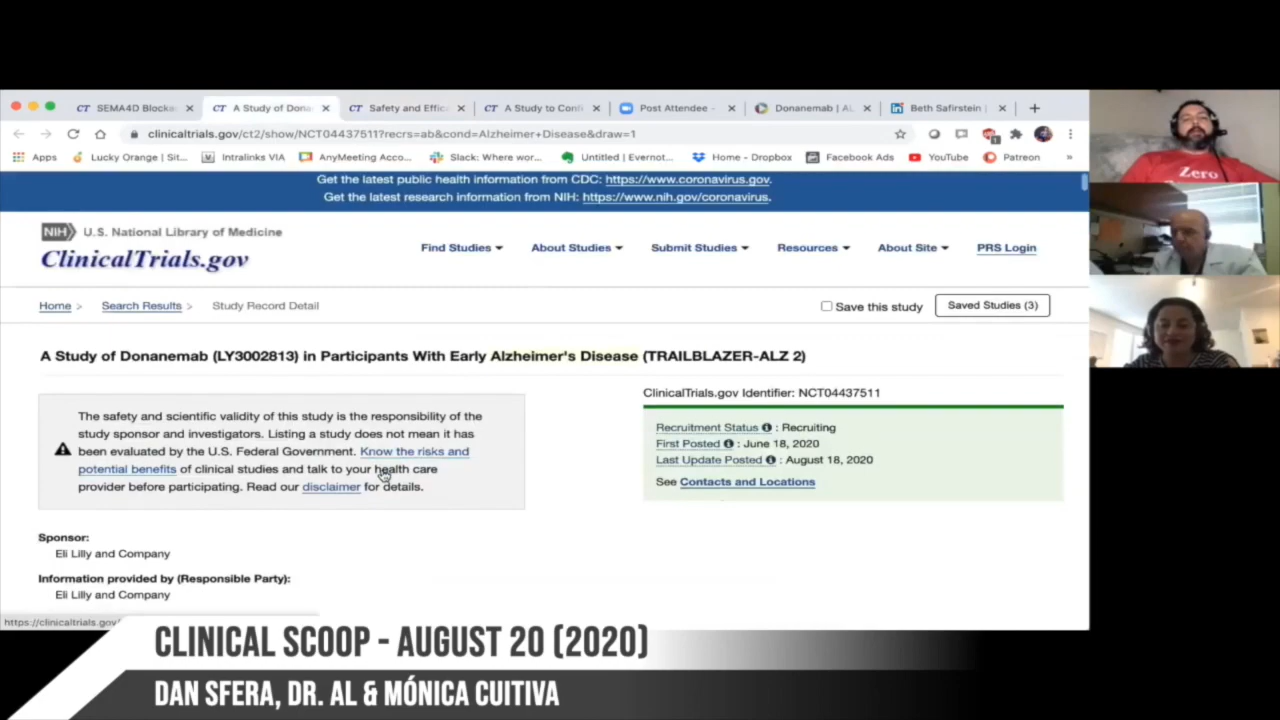 SEMA4D Blocka
A Study of Dona
Safety and Effic
A Study to Confi
Post Attendee -
Donanemab | AL
Beth Safirstein |
clinicaltrials.gov/ct2/show/NCT04437511?recrs=ab&cond=Alzheimer+Disease&draw=1
Apps
Lucky Orange | Sit...
Intralinks VIA
AnyMeeting Acco...
Slack: Where wor...
Untitled | Evernot...
Home - Dropbox
Facebook Ads
YouTube
Patreon
»
Get the latest public health information from CDC: https://www.coronavirus.gov.
Get the latest research information from NIH: https://www.nih.gov/coronavirus.
NIH U.S. National Library of Medicine
ClinicalTrials.gov
Find Studies
About Studies
Submit Studies
Resources
About Site
PRS Login
Home > Search Results > Study Record Detail
Save this study
Saved Studies (3)
A Study of Donanemab (LY3002813) in Participants With Early Alzheimer's Disease (TRAILBLAZER-ALZ 2)
The safety and scientific validity of this study is the responsibility of the
study sponsor and investigators. Listing a study does not mean it has
been evaluated by the U.S. Federal Government. Know the risks and
potential benefits of clinical studies and talk to your health care
provider before participating. Read our disclaimer for details.
ClinicalTrials.gov Identifier: NCT04437511
Recruitment Status : Recruiting
First Posted : June 18, 2020
Last Update Posted : August 18, 2020
See Contacts and Locations
Sponsor:
Eli Lilly and Company
Information provided by (Responsible Party):
Eli Lilly and Company
https://clinicaltrials.gov/
Zero
CLINICAL SCOOP - AUGUST 20 (2020)
DAN SFERA, DR. AL & MÓNICA CUITIVA